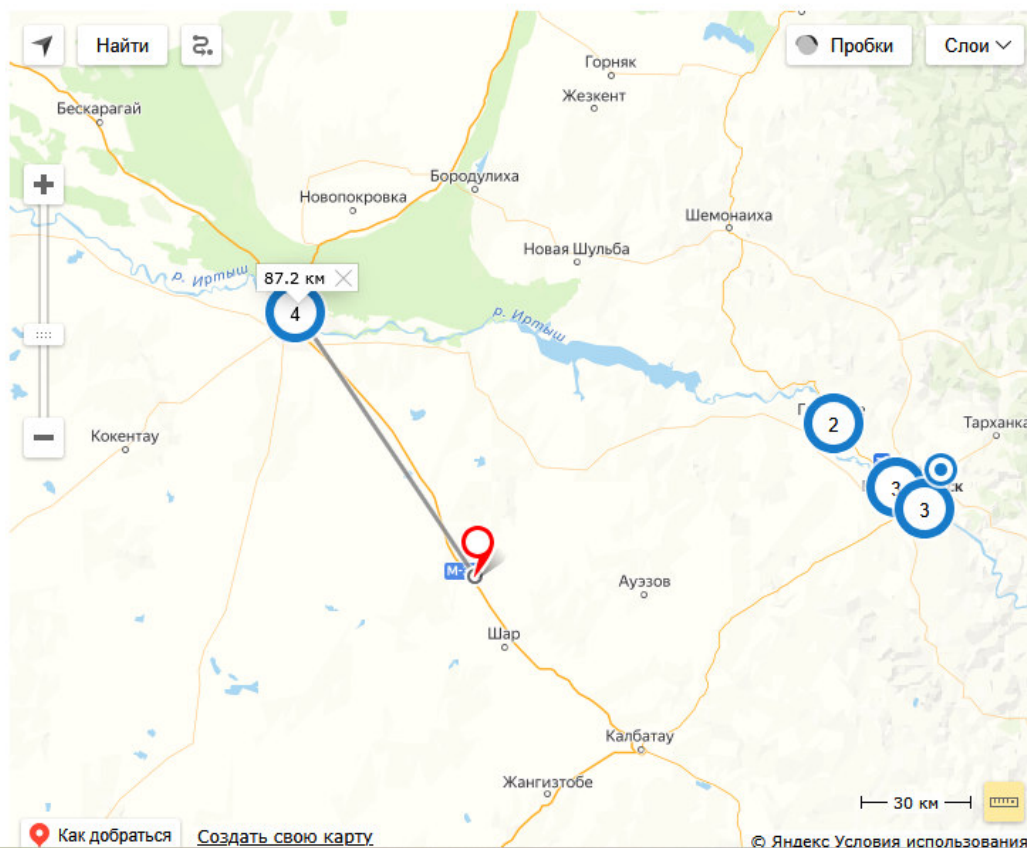 Найти
Пробки
Слои
Горняк
Жезкент
Бескарагай
Бородулиха
Новопокровка
Шемонаиха
Новая Шульба
р. Иртыш
87.2 км
4
р. Иртыш
2
Тарханка
Кокентау
3
3
ск
Ауэзов
Шар
Калбатау
Жангизтобе
30 км
Как добраться
Создать свою карту
© Яндекс Условия использования